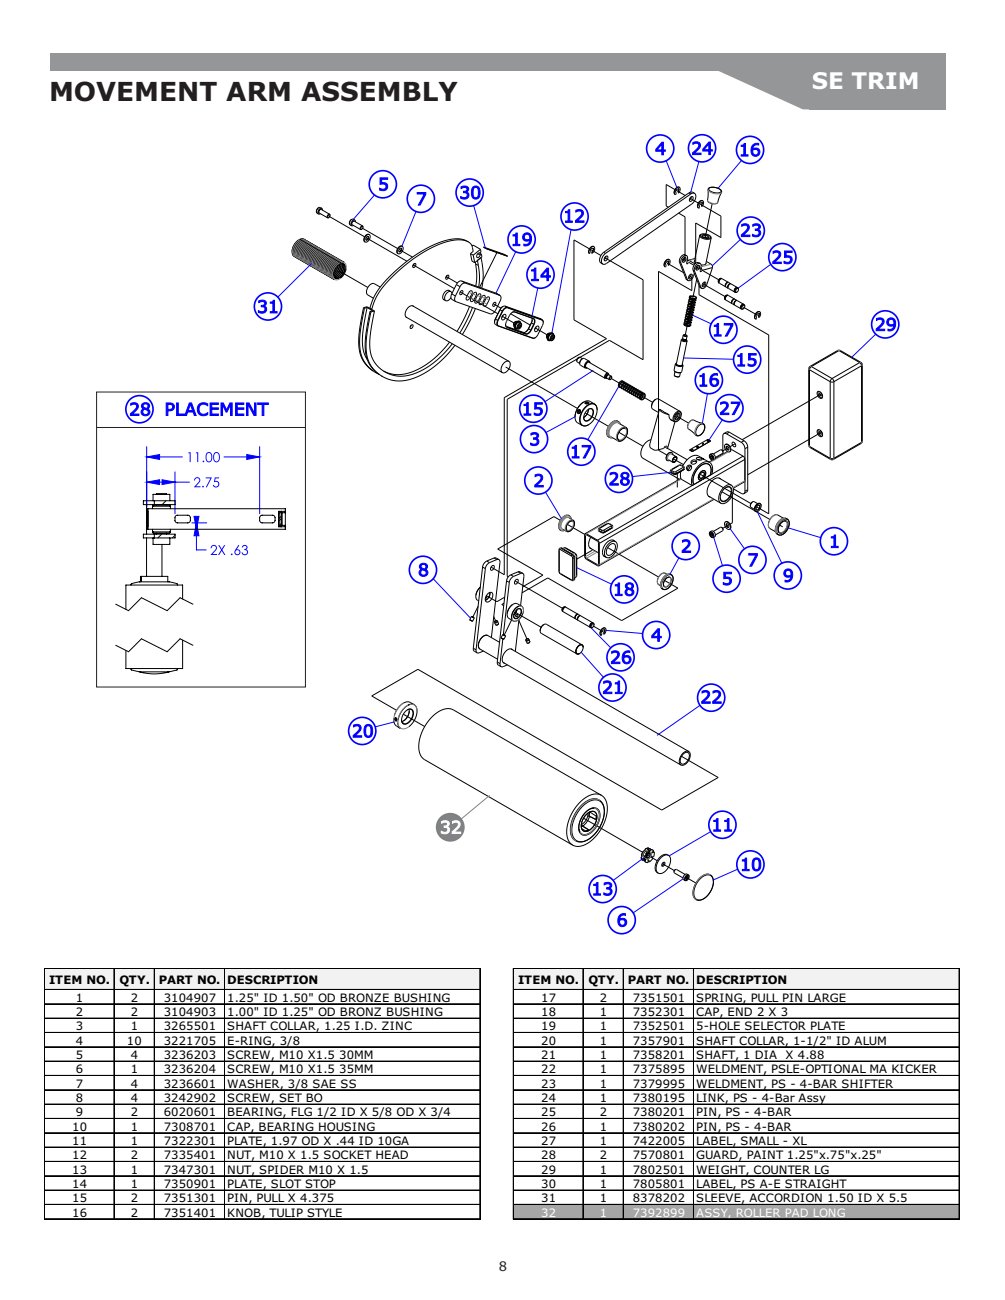 SE TRIM
MOVEMENT ARM ASSEMBLY
4 24 16
5 7 30 12
19 14
23 25
31
17 29
15 16
28 PLACEMENT
11.00
2.75
2X .63
15 3 17 27
28
2
1
2 7 9 5
8 18
4
26
21
22
20
32
11
13 10
6
ITEM NO. QTY. PART NO. DESCRIPTION
1 2 3104907 1.25" ID 1.50" OD BRONZE BUSHING
2 2 3104903 1.00" ID 1.25" OD BRONZ BUSHING
3 1 3265501 SHAFT COLLAR, 1.25 I.D. ZINC
4 10 3221705 E-RING, 3/8
5 4 3236203 SCREW, M10 X1.5 30MM
6 1 3236204 SCREW, M10 X1.5 35MM
7 4 3236601 WASHER, 3/8 SAE SS
8 4 3242902 SCREW, SET BO
9 2 6020601 BEARING, FLG 1/2 ID X 5/8 OD X 3/4
10 1 7308701 CAP, BEARING HOUSING
11 1 7322301 PLATE, 1.97 OD X .44 ID 10GA
12 2 7335401 NUT, M10 X 1.5 SOCKET HEAD
13 1 7347301 NUT, SPIDER M10 X 1.5
14 1 7350901 PLATE, SLOT STOP
15 2 7351301 PIN, PULL X 4.375
16 2 7351401 KNOB, TULIP STYLE
ITEM NO. QTY. PART NO. DESCRIPTION
17 2 7351501 SPRING, PULL PIN LARGE
18 1 7352301 CAP, END 2 X 3
19 1 7352501 5-HOLE SELECTOR PLATE
20 1 7357901 SHAFT COLLAR, 1-1/2" ID ALUM
21 1 7358201 SHAFT, 1 DIA X 4.88
22 1 7375895 WELDMENT, PSLE-OPTIONAL MA KICKER
23 1 7379995 WELDMENT, PS - 4-BAR SHIFTER
24 1 7380195 LINK, PS - 4-Bar Assy
25 2 7380201 PIN, PS - 4-BAR
26 1 7380202 PIN, PS - 4-BAR
27 1 7422005 LABEL, SMALL - XL
28 2 7570801 GUARD, PAINT 1.25"x.75"x.25"
29 1 7802501 WEIGHT, COUNTER LG
30 1 7805801 LABEL, PS A-E STRAIGHT
31 1 8378202 SLEEVE, ACCORDION 1.50 ID X 5.5
32 1 7392899 ASSY, ROLLER PAD LONG
8